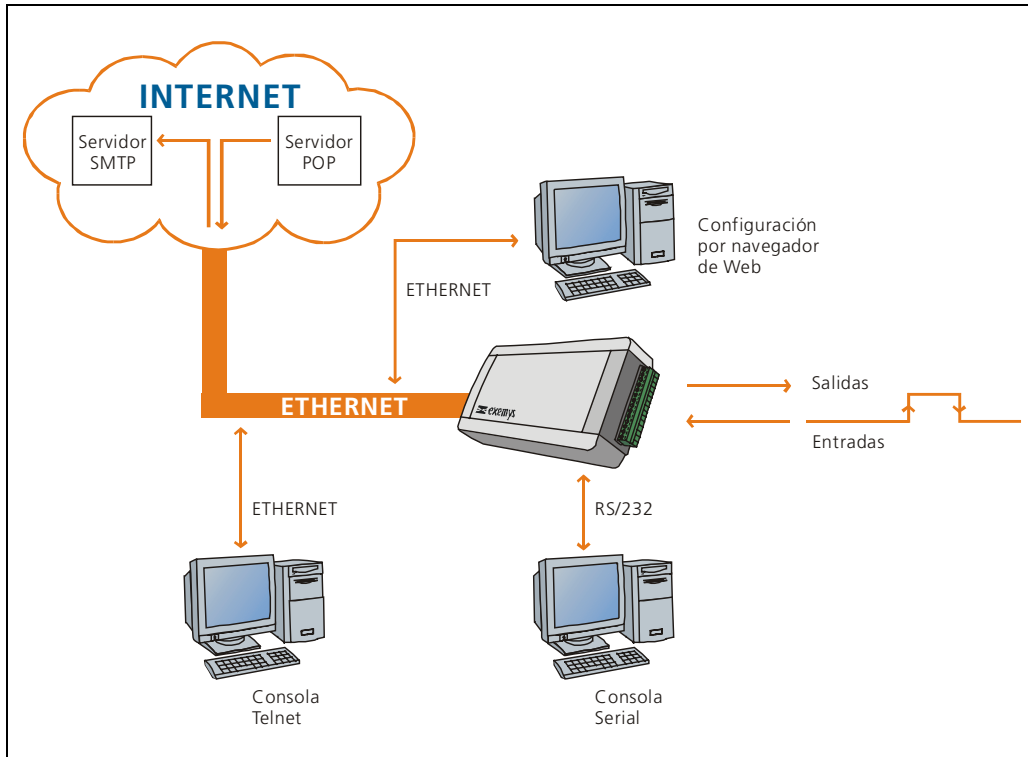 INTERNET
Servidor
SMTP
Servidor
POP
Configuración
por navegador
de Web
ETHERNET
Salidas
ETHERNET
exemys
Entradas
ETHERNET
RS/232
Consola
Telnet
Consola
Serial